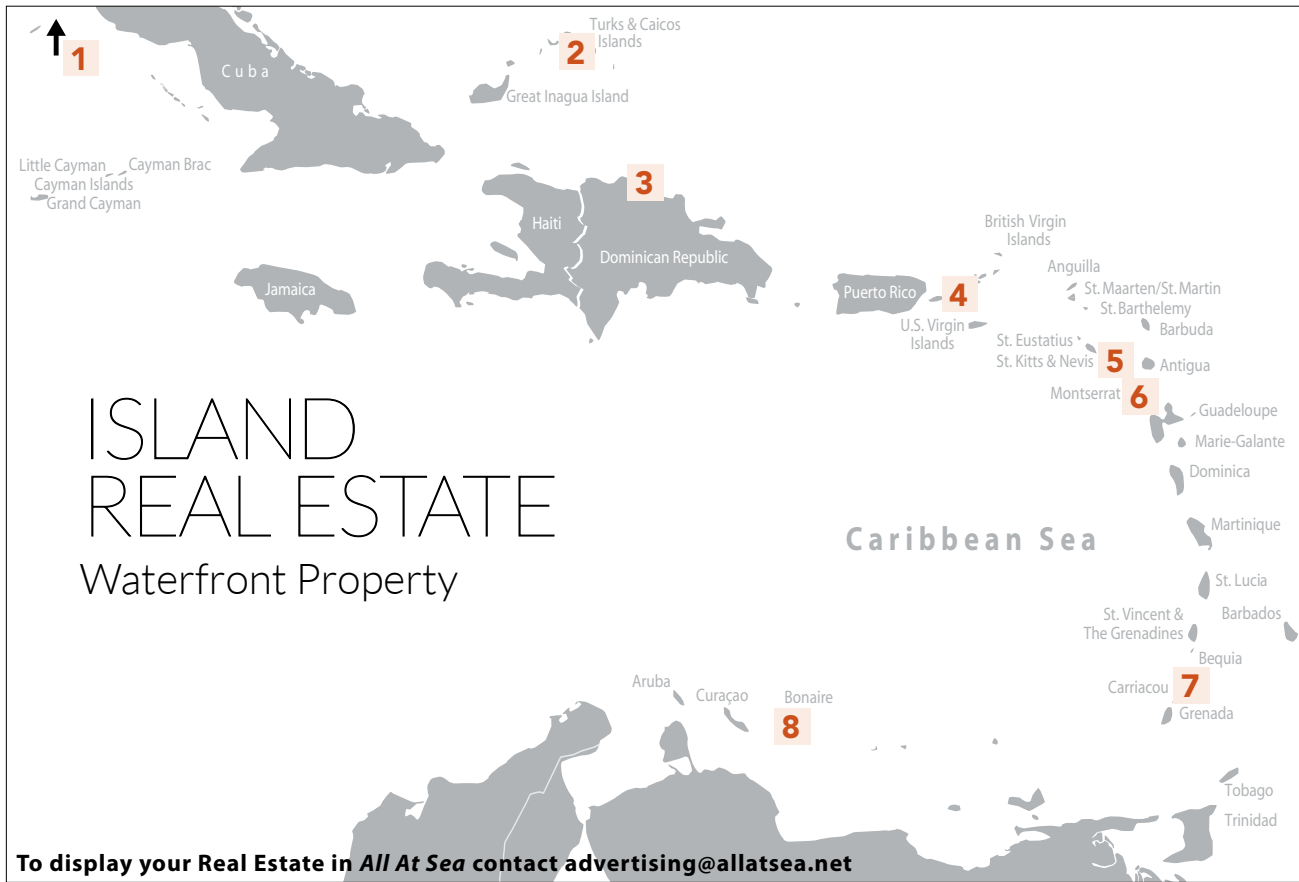 1
Cuba
Turks & Caicos
Islands
2
Great Inagua Island
Little Cayman
Cayman Brac
Cayman Islands
Grand Cayman
3
Haiti
Dominican Republic
Jamaica
Puerto Rico
4
British Virgin
Islands
U.S. Virgin
Islands
Anguilla
St. Maarten/St. Martin
St. Barthelemy
Barbuda
St. Eustatius
St. Kitts & Nevis
5
Antigua
Montserrat
6
Guadeloupe
Marie-Galante
Dominica
ISLAND
REAL ESTATE
Waterfront Property
Caribbean Sea
Martinique
St. Lucia
St. Vincent &
The Grenadines
Barbados
Bequia
Carriacou
7
Grenada
Aruba
Curaçao
Bonaire
8
Tobago
Trinidad
To display your Real Estate in All At Sea contact advertising@allatsea.net